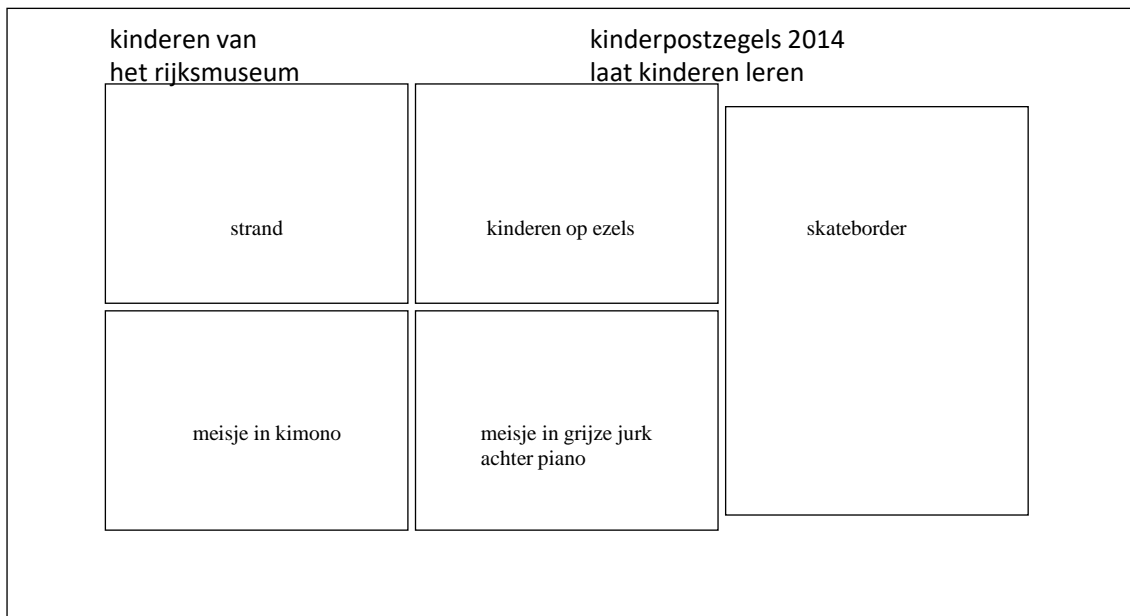 kinderen van
het rijksmuseum
kinderpostzegels 2014
laat kinderen leren
strand
kinderen op ezels
skateborder
meisje in kimono
meisje in grijze jurk
achter piano